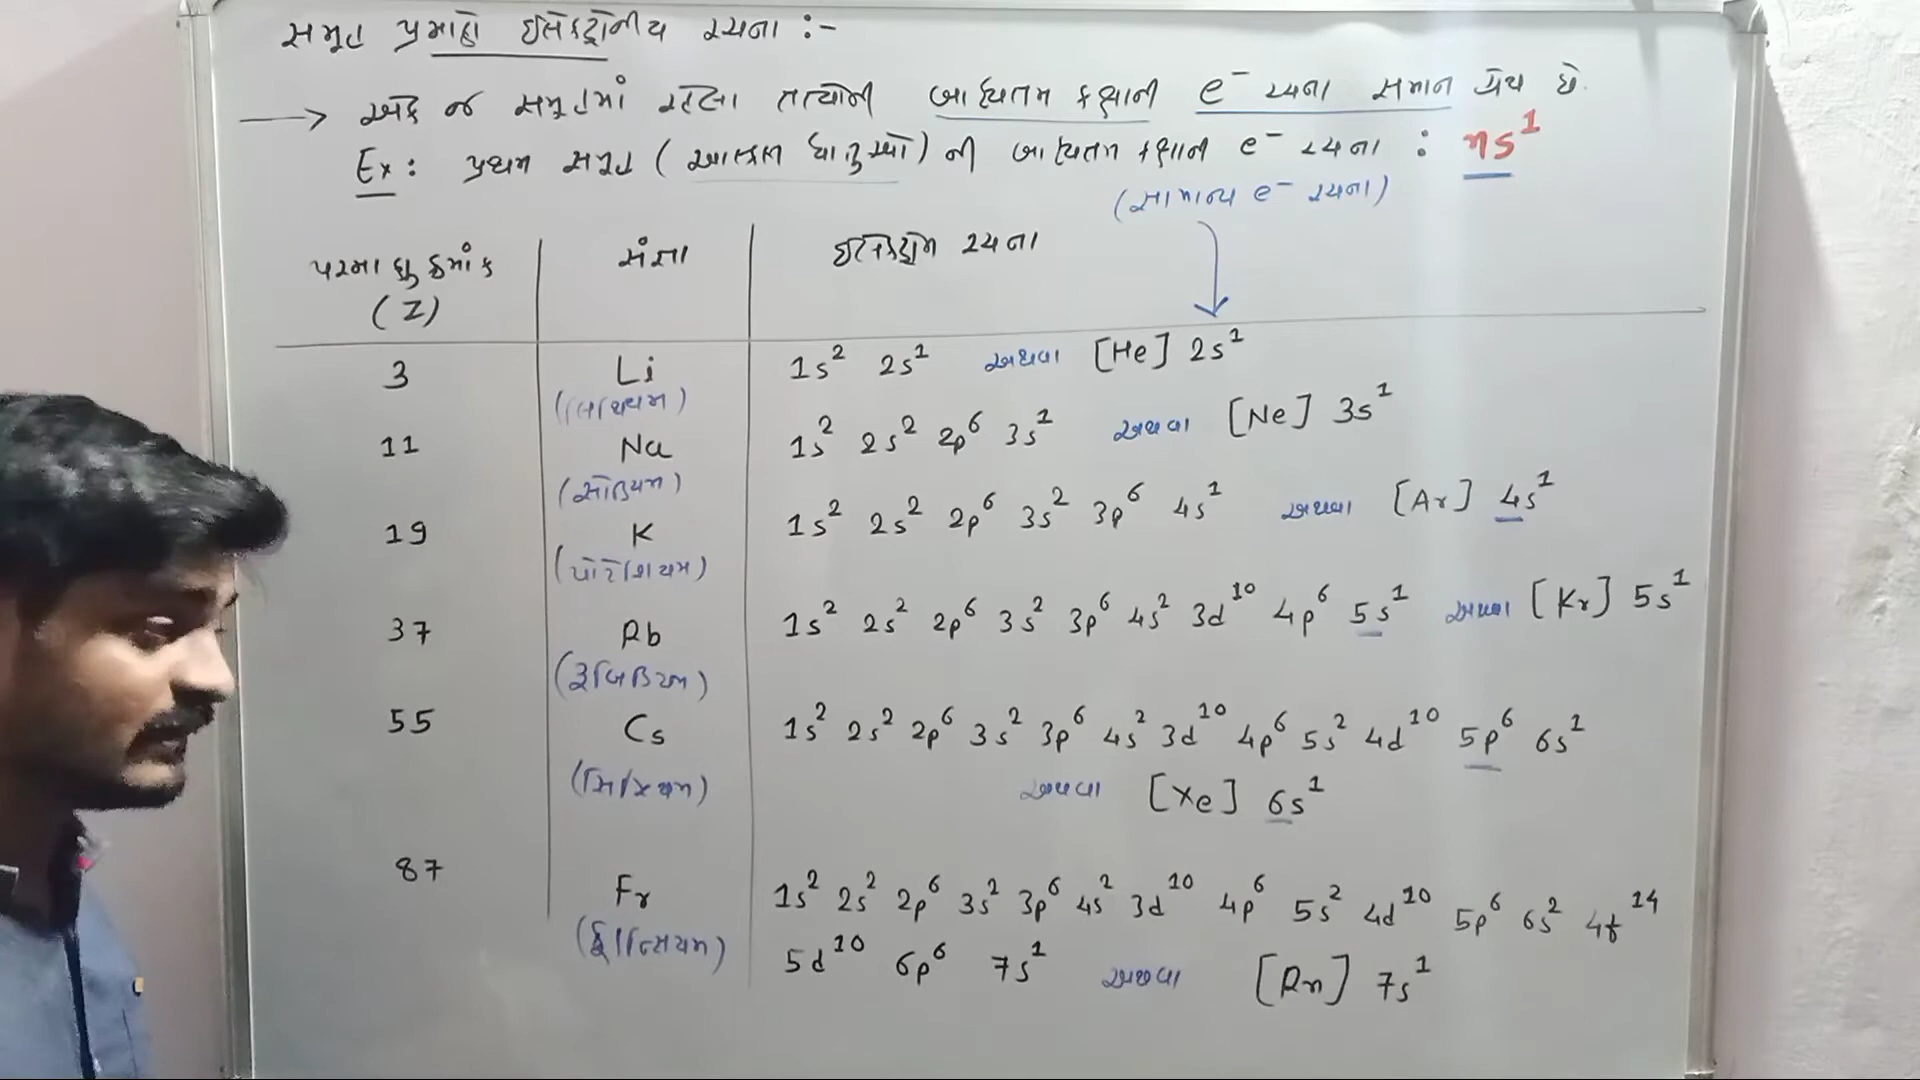 સમૂહ પ્રમાણે ઇલેક્ટ્રોનીય રચના :-
→ એક જ સમૂહમાં રહેલા તત્વોની બાહ્યતમ કક્ષાની e⁻ રચના સમાન હોય છે.
Ex : પ્રથમ સમૂહ (આલ્કલી ધાતુઓ) ની બાહ્યતમ કક્ષાની e⁻ રચના : ns¹
(સામાન્ય e⁻ રચના)
પરમાણુ ક્રમાંક (Z) સંજ્ઞા ઇલેક્ટ્રોન રચના
3 Li 1s² 2s¹ અથવા [He] 2s¹
(લિથિયમ)
11 Na 1s² 2s² 2p⁶ 3s¹ અથવા [Ne] 3s¹
(સોડિયમ)
19 K 1s² 2s² 2p⁶ 3s² 3p⁶ 4s¹ અથવા [Ar] 4s¹
(પોટેશિયમ)
37 Rb 1s² 2s² 2p⁶ 3s² 3p⁶ 4s² 3d¹⁰ 4p⁶ 5s¹ અથવા [Kr] 5s¹
(રૂબિડિયમ)
55 Cs 1s² 2s² 2p⁶ 3s² 3p⁶ 4s² 3d¹⁰ 4p⁶ 5s² 4d¹⁰ 5p⁶ 6s¹
(સિઝિયમ) અથવા [Xe] 6s¹
87 Fr 1s² 2s² 2p⁶ 3s² 3p⁶ 4s² 3d¹⁰ 4p⁶ 5s² 4d¹⁰ 5p⁶ 6s² 4f¹⁴
(ફ્રાન્સિયમ) 5d¹⁰ 6p⁶ 7s¹ અથવા [Rn] 7s¹